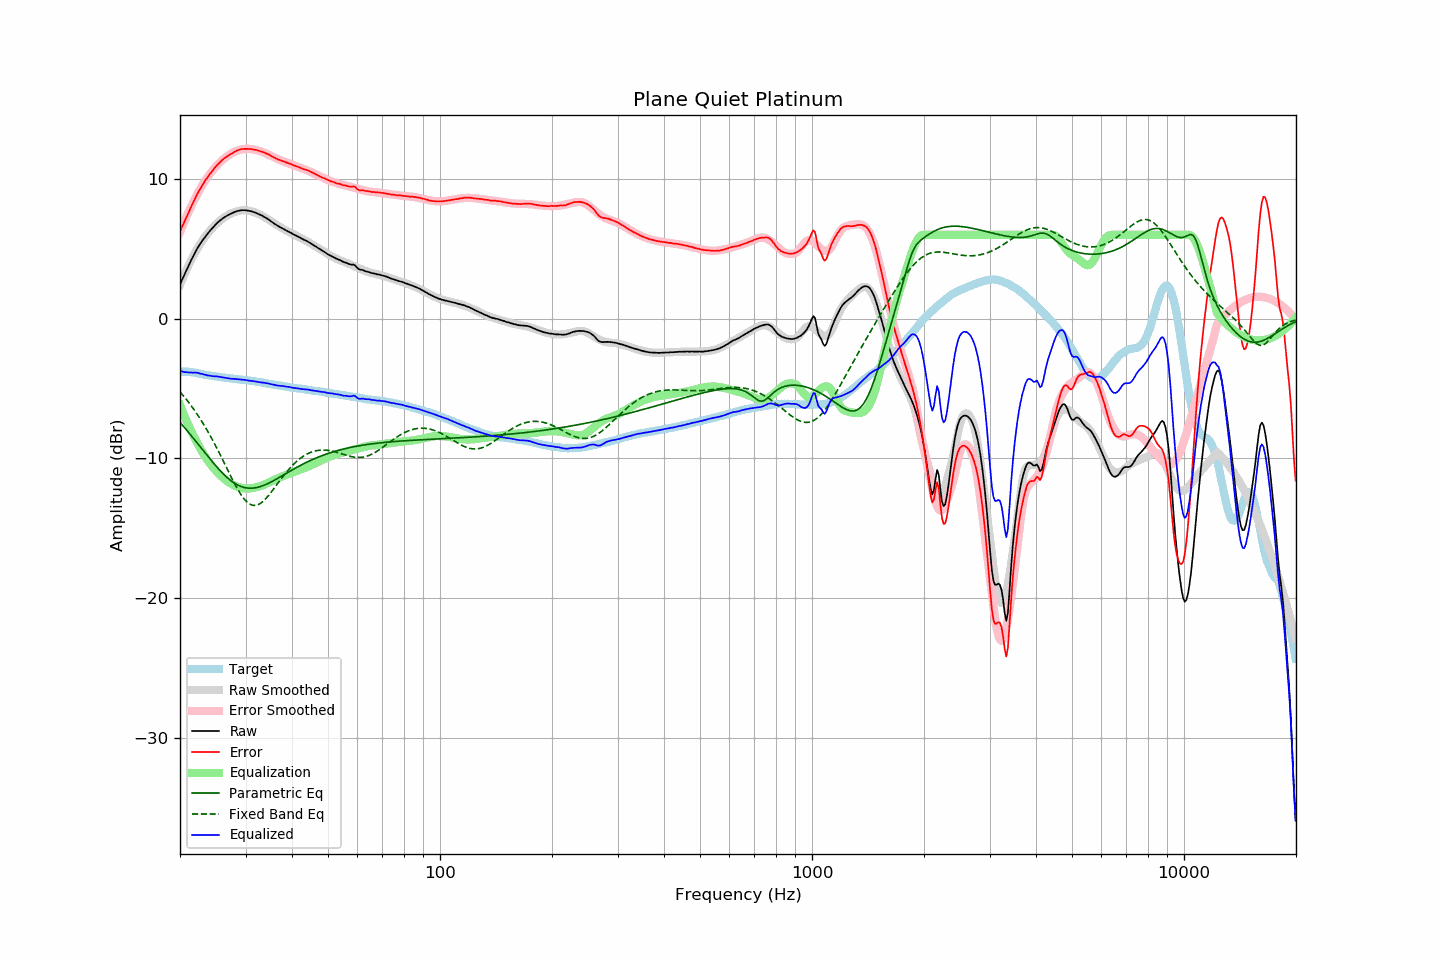 Plane Quiet Platinum
10
0
−10
−20
−30
Amplitude (dBr)
Target
Raw Smoothed
Error Smoothed
Raw
Error
Equalization
Parametric Eq
Fixed Band Eq
Equalized
100
1000
10000
Frequency (Hz)